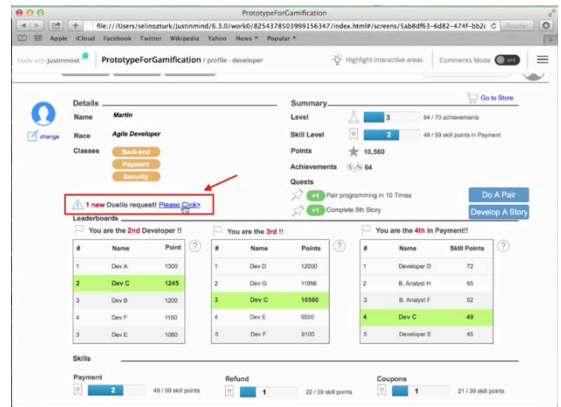 PrototypeForGamification
file:///Users/selinozturk/Justinmind/6.3.0/work0/8254378503999156347/index.html#/screens/5ab8df63-6d82-474f-bb2c
Reader
Apple iCloud Facebook Twitter Wikipedia Yahoo News Popular
Made with Justinmind PrototypeForGamification / profile - developer Highlight interactive areas Comments Mode OFF
Go to Store
Details
Name Martin
Race Agile Developer
Classes Back-end
Payment
Security
change
Summary
Level 3 64 / 70 achievements
Skill Level 2 49 / 59 skill points in Payment
Points 10,560
Achievements 64
Quests
+1 Pair programming in 10 Times Do A Pair
+1 Complete 5th Story Develop A Story
1 new Duello request! Please Click>
Leaderboards
You are the 2nd Developer !! ?
# Name Point
1 Dev A 1300
2 Dev C 1245
3 Dev B 1200
4 Dev F 1150
3 Dev E 1080
You are the 3rd !! ?
# Name Points
1 Dev D 12000
2 Dev G 11956
3 Dev C 10560
4 Dev E 9500
5 Dev F 9100
You are the 4th in Payment!! ?
# Name Skill Points
1 Developer D 72
2 B. Analyst H 55
3 B. Analyst F 52
4 Dev C 49
5 Developer E 45
Skills
Payment
2 49 / 59 skill points
Refund
1 22 / 39 skill points
Coupons
1 21 / 39 skill points